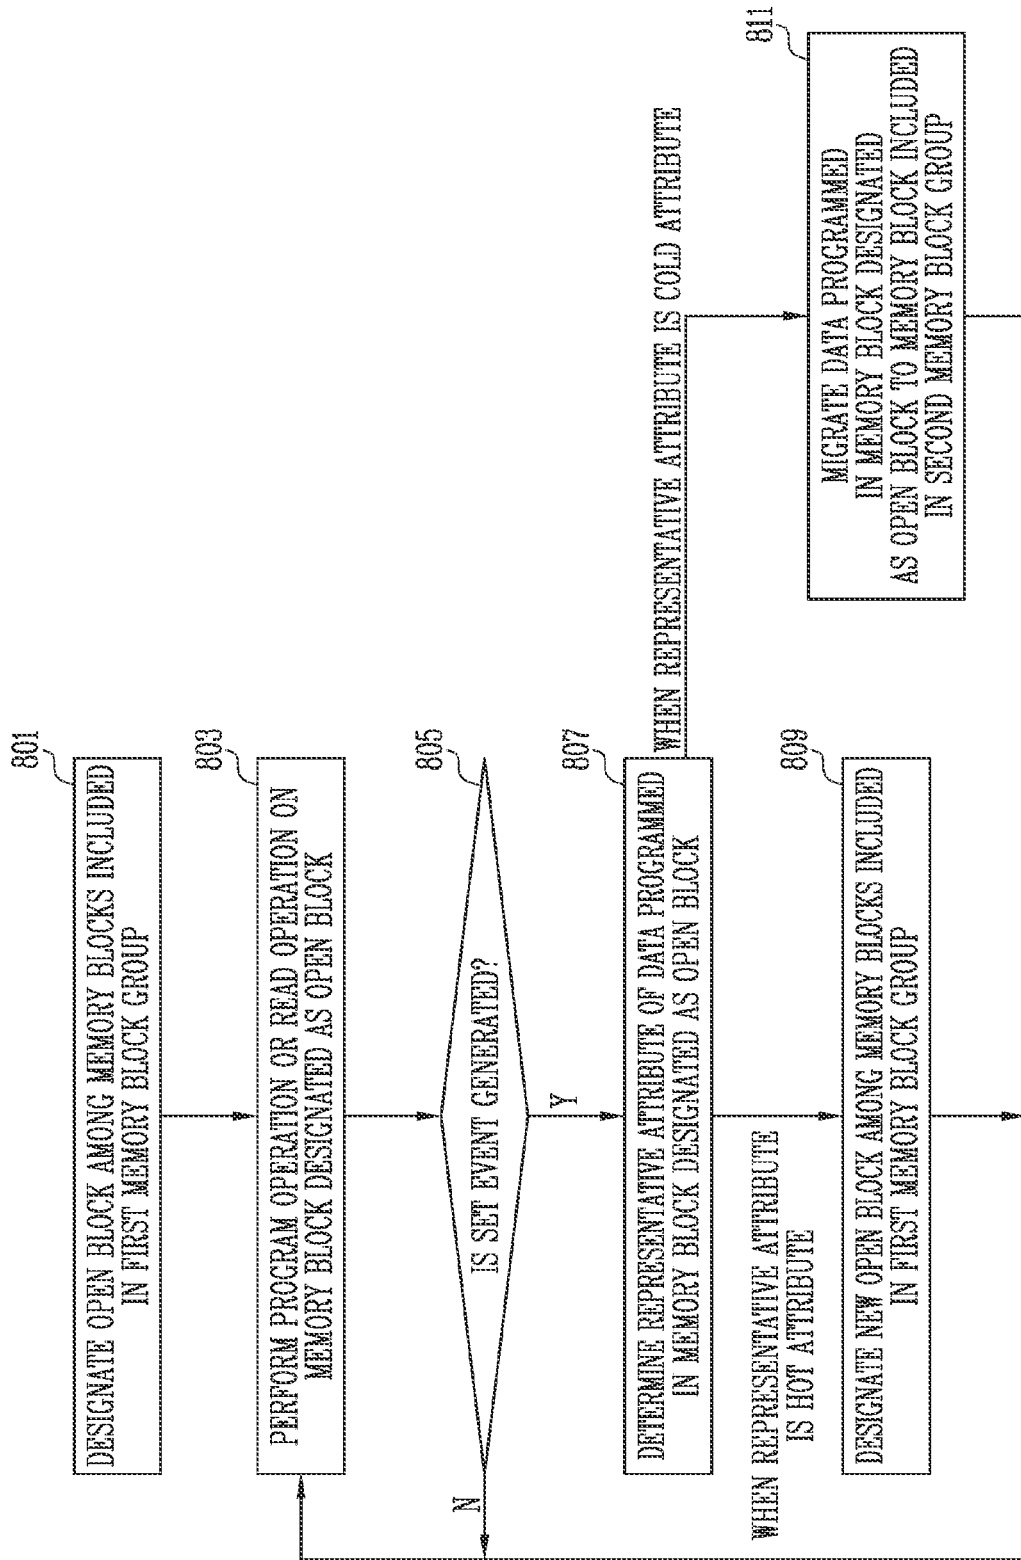 801
DESIGNATE OPEN BLOCK AMONG MEMORY BLOCKS INCLUDED
IN FIRST MEMORY BLOCK GROUP
803
PERFORM PROGRAM OPERATION OR READ OPERATION ON
MEMORY BLOCK DESIGNATED AS OPEN BLOCK
805
IS SET EVENT GENERATED?
N
Y
807
DETERMINE REPRESENTATIVE ATTRIBUTE OF DATA PROGRAMMED
IN MEMORY BLOCK DESIGNATED AS OPEN BLOCK
WHEN REPRESENTATIVE ATTRIBUTE IS COLD ATTRIBUTE
WHEN REPRESENTATIVE ATTRIBUTE
IS HOT ATTRIBUTE
809
DESIGNATE NEW OPEN BLOCK AMONG MEMORY BLOCKS INCLUDED
IN FIRST MEMORY BLOCK GROUP
811
MIGRATE DATA PROGRAMMED
IN MEMORY BLOCK DESIGNATED
AS OPEN BLOCK TO MEMORY BLOCK INCLUDED
IN SECOND MEMORY BLOCK GROUP